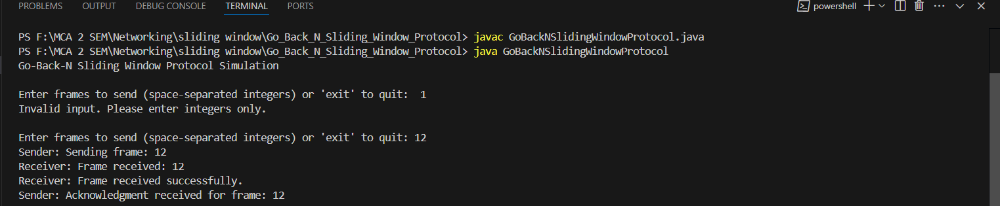 PROBLEMS OUTPUT DEBUG CONSOLE TERMINAL PORTS powershell
PS F:\MCA 2 SEM\Networking\sliding window\Go_Back_N_Sliding_Window_Protocol> javac GoBackNSlidingWindowProtocol.java
PS F:\MCA 2 SEM\Networking\sliding window\Go_Back_N_Sliding_Window_Protocol> java GoBackNSlidingWindowProtocol
Go-Back-N Sliding Window Protocol Simulation
Enter frames to send (space-separated integers) or 'exit' to quit:  1
Invalid input. Please enter integers only.
Enter frames to send (space-separated integers) or 'exit' to quit: 12
Sender: Sending frame: 12
Receiver: Frame received: 12
Receiver: Frame received successfully.
Sender: Acknowledgment received for frame: 12